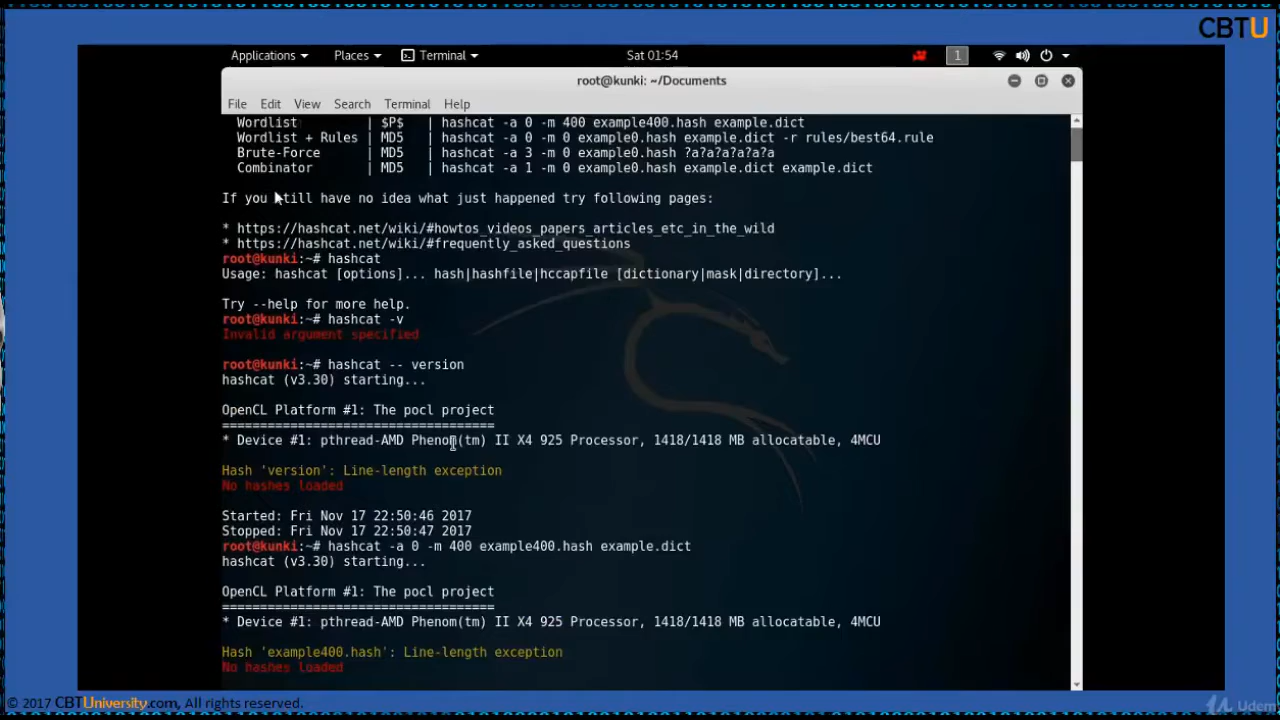 CBTU
Applications Places Terminal Sat 01:54 1
root@kunki: ~/Documents
File Edit View Search Terminal Help
Wordlist | $P$ | hashcat -a 0 -m 400 example400.hash example.dict
Wordlist + Rules | MD5 | hashcat -a 0 -m 0 example0.hash example.dict -r rules/best64.rule
Brute-Force | MD5 | hashcat -a 3 -m 0 example0.hash ?a?a?a?a?a?a
Combinator | MD5 | hashcat -a 1 -m 0 example0.hash example.dict example.dict
If you still have no idea what just happened try following pages:
* https://hashcat.net/wiki/#howtos_videos_papers_articles_etc_in_the_wild
* https://hashcat.net/wiki/#frequently_asked_questions
root@kunki:~# hashcat
Usage: hashcat [options]... hash|hashfile|hccapfile [dictionary|mask|directory]...
Try --help for more help.
root@kunki:~# hashcat -v
Invalid argument specified
root@kunki:~# hashcat -- version
hashcat (v3.30) starting...
OpenCL Platform #1: The pocl project
====================================
* Device #1: pthread-AMD Phenom(tm) II X4 925 Processor, 1418/1418 MB allocatable, 4MCU
Hash 'version': Line-length exception
No hashes loaded
Started: Fri Nov 17 22:50:46 2017
Stopped: Fri Nov 17 22:50:47 2017
root@kunki:~# hashcat -a 0 -m 400 example400.hash example.dict
hashcat (v3.30) starting...
OpenCL Platform #1: The pocl project
====================================
* Device #1: pthread-AMD Phenom(tm) II X4 925 Processor, 1418/1418 MB allocatable, 4MCU
Hash 'example400.hash': Line-length exception
No hashes loaded
© 2017 CBTUniversity.com, All rights reserved.
Udem